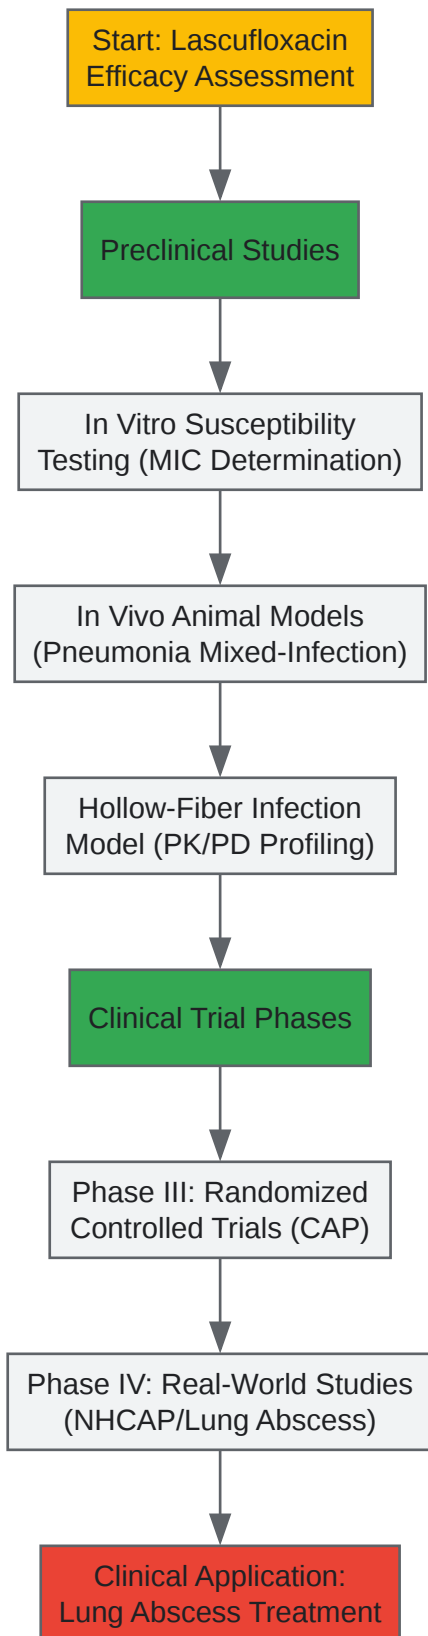 Start: Lascufloxacin
Efficacy Assessment
Preclinical Studies
In Vitro Susceptibility
Testing (MIC Determination)
In Vivo Animal Models
(Pneumonia Mixed-Infection)
Hollow-Fiber Infection
Model (PK/PD Profiling)
Clinical Trial Phases
Phase III: Randomized
Controlled Trials (CAP)
Phase IV: Real-World Studies
(NHCAP/Lung Abscess)
Clinical Application:
Lung Abscess Treatment